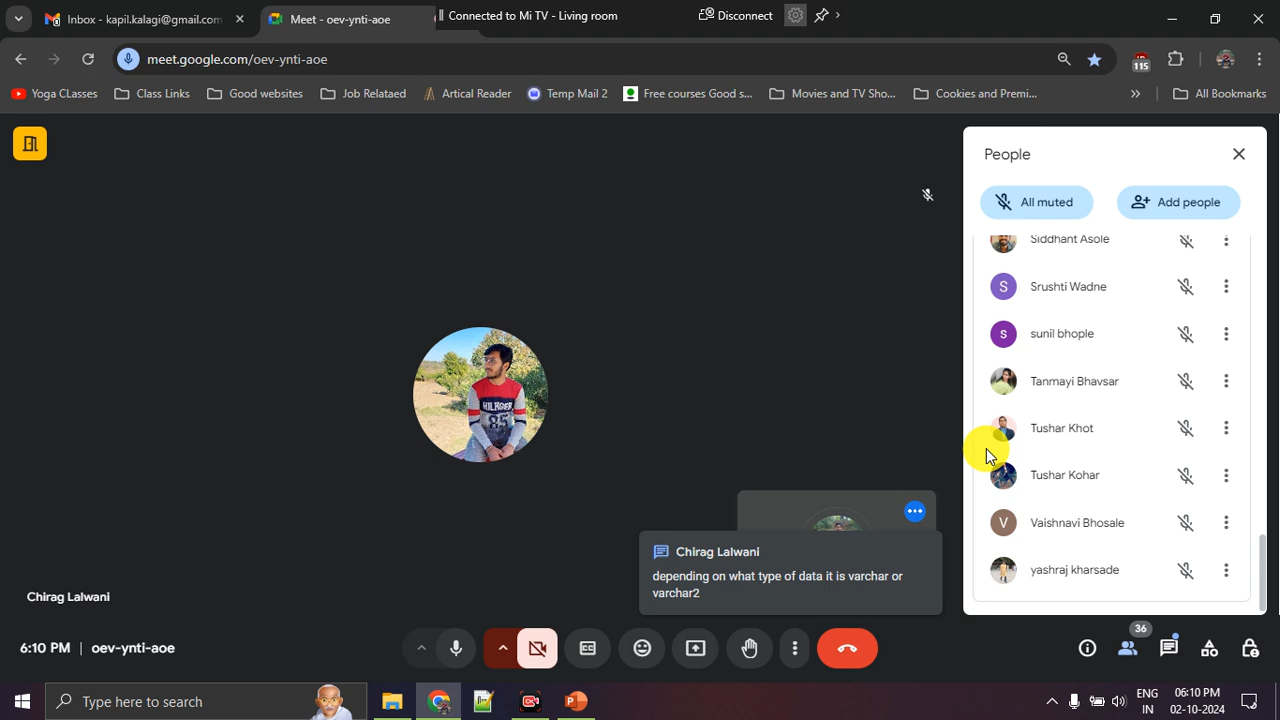 Inbox - kapil.kalagi@gmail.com
Meet - oev-ynti-aoe
Connected to Mi TV - Living room
Disconnect
meet.google.com/oev-ynti-aoe
115
Yoga CLasses
Class Links
Good websites
Job Relataed
Artical Reader
Temp Mail 2
Free courses Good s...
Movies and TV Sho...
Cookies and Premi...
All Bookmarks
People
All muted
Add people
Siddhant Asole
S Srushti Wadne
s sunil bhople
Tanmayi Bhavsar
Tushar Khot
Tushar Kohar
V Vaishnavi Bhosale
yashraj kharsade
HILNGER
85
Chirag Lalwani
depending on what type of data it is varchar or
varchar2
Chirag Lalwani
6:10 PM | oev-ynti-aoe
36
Type here to search
ENG
IN
06:10 PM
02-10-2024